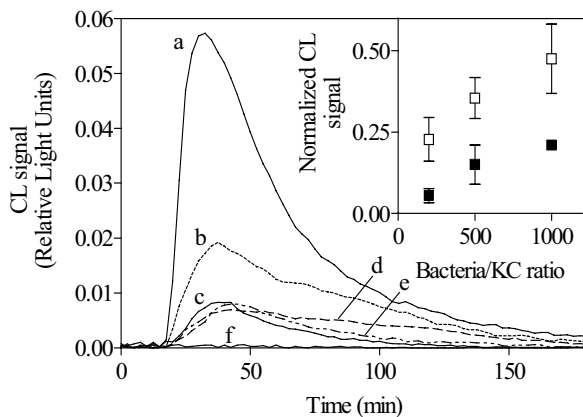 CL signal
(Relative Light Units)
0.06
0.05
0.04
0.03
0.02
0.01
0.00
0
50
100
150
Time (min)
a
b
c
d
e
f
Normalized CL
signal
0.50
0.25
0.00
0
500
1000
Bacteria/KC ratio